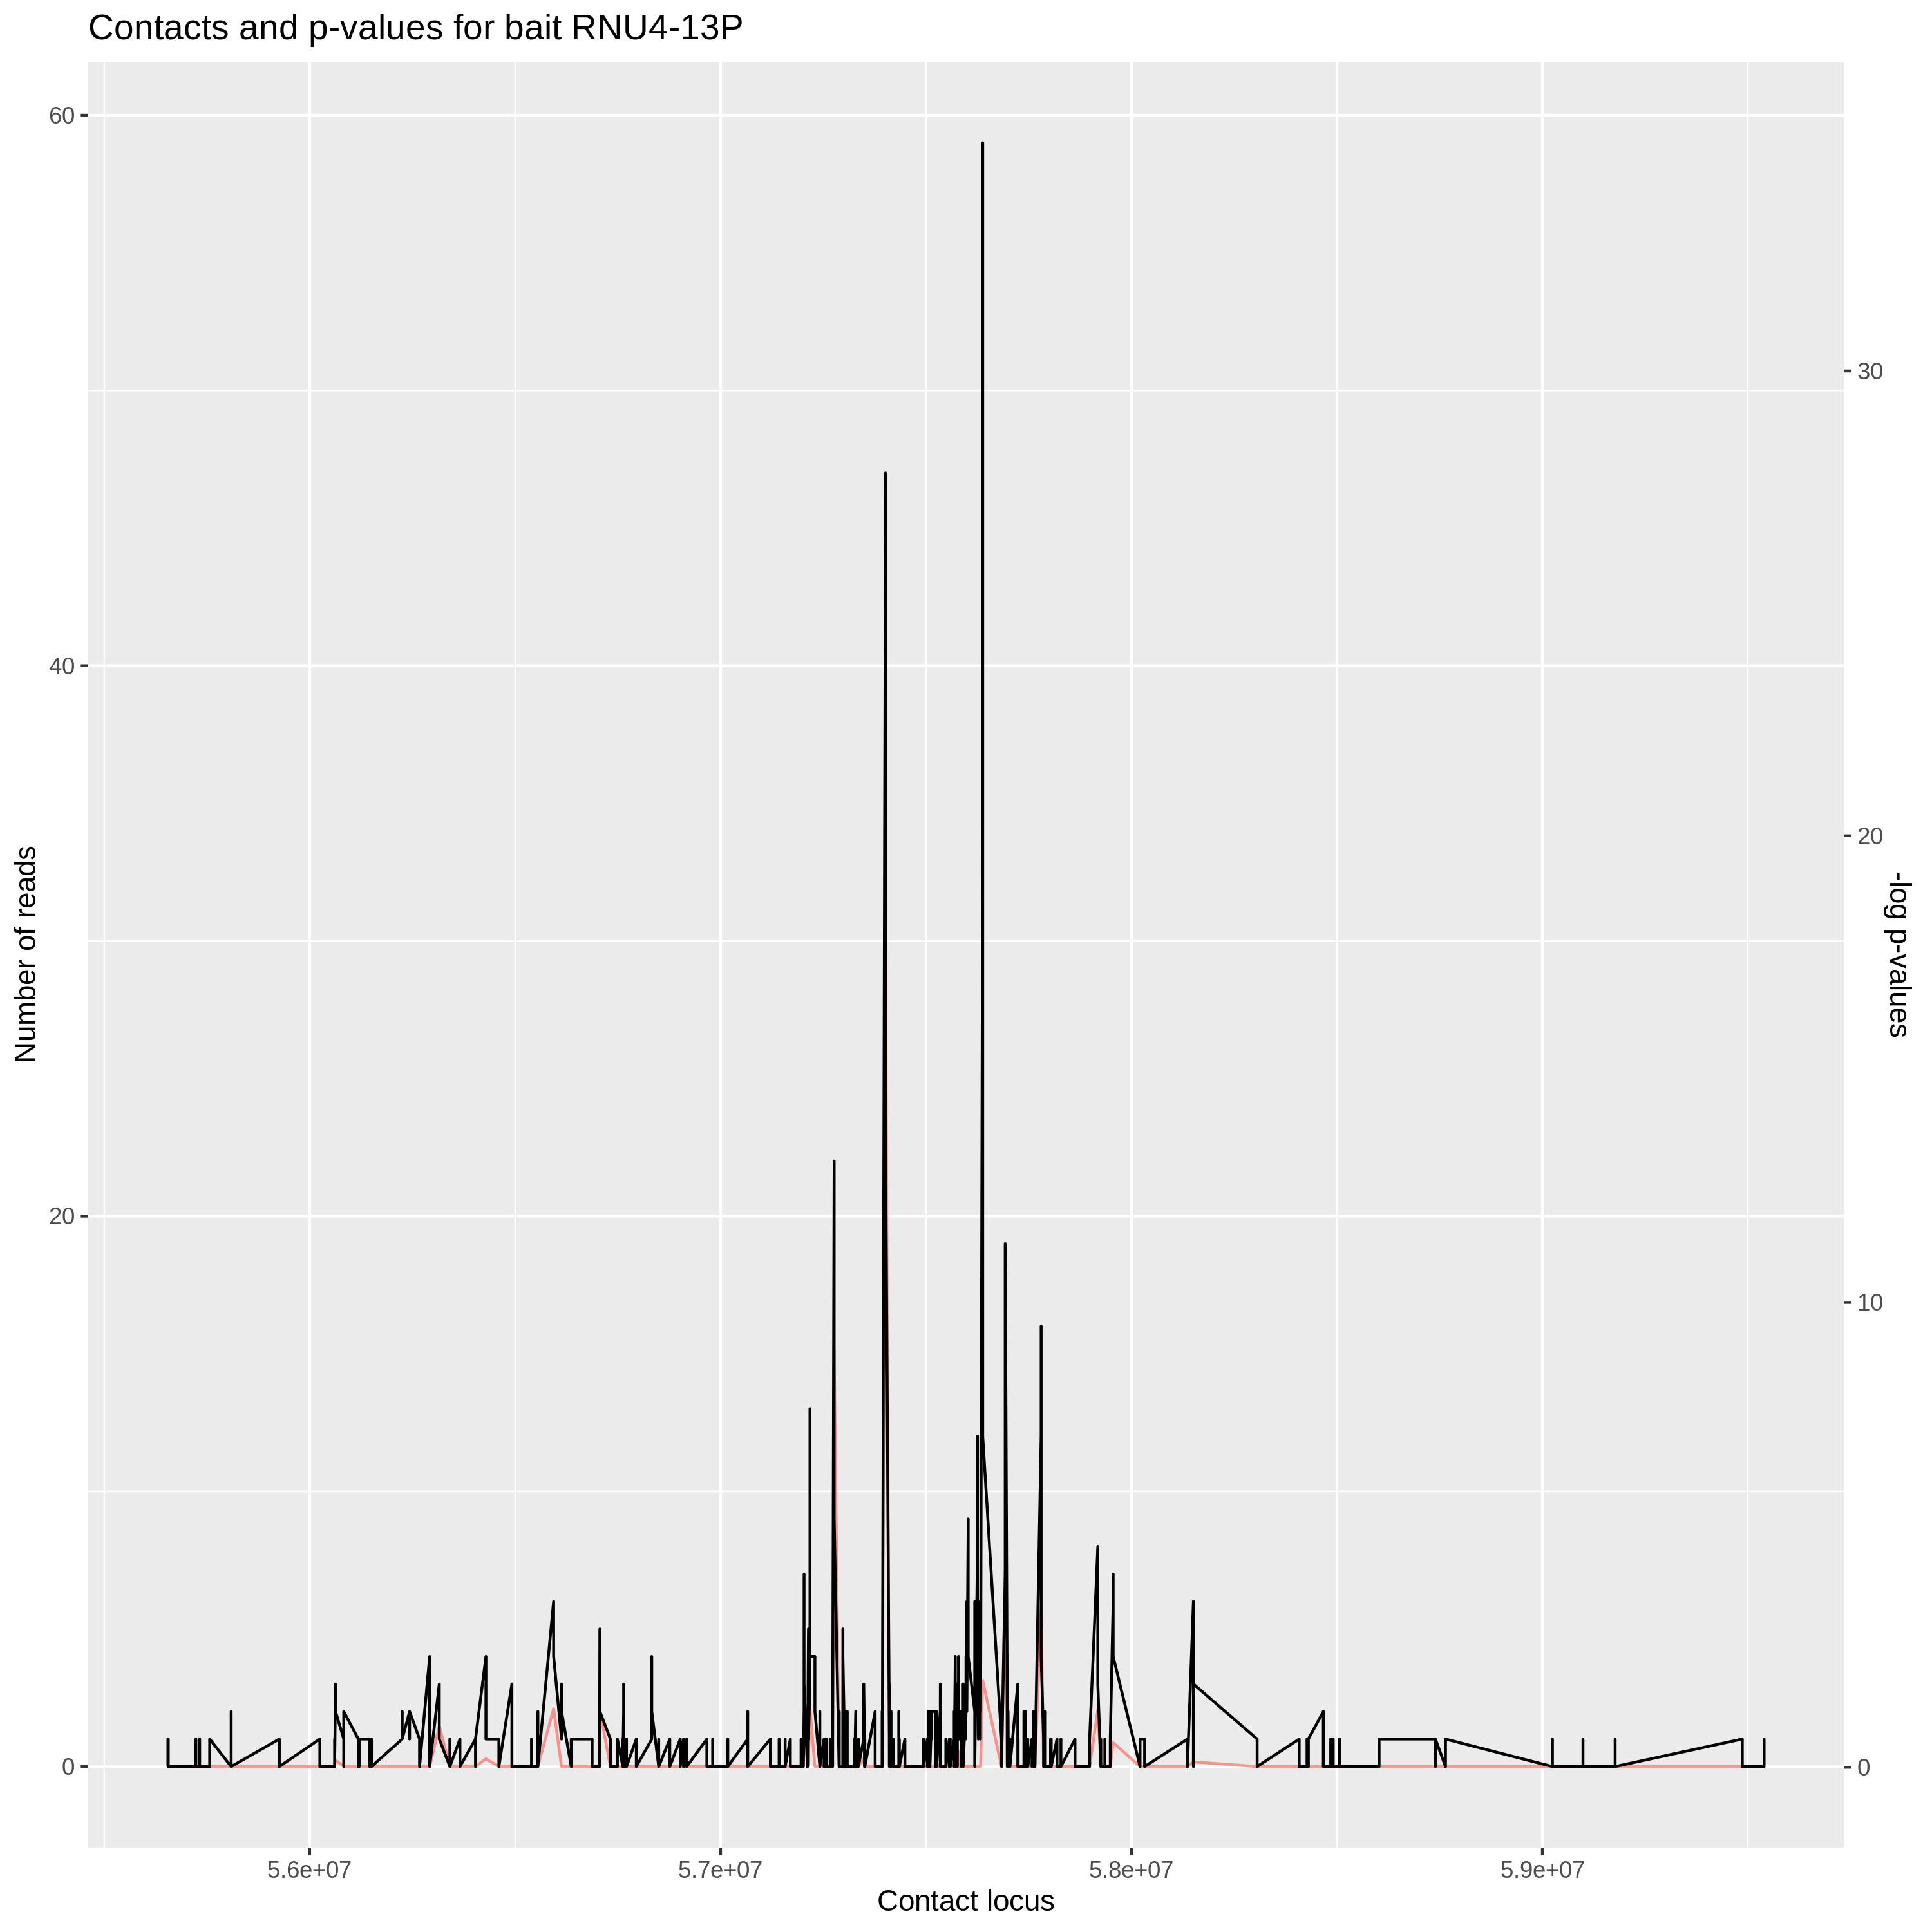 Contacts and p-values for bait RNU4-13P
60
40
20
0
Number of reads
30
20
10
0
-log p-values
5.6e+07
5.7e+07
5.8e+07
5.9e+07
Contact locus